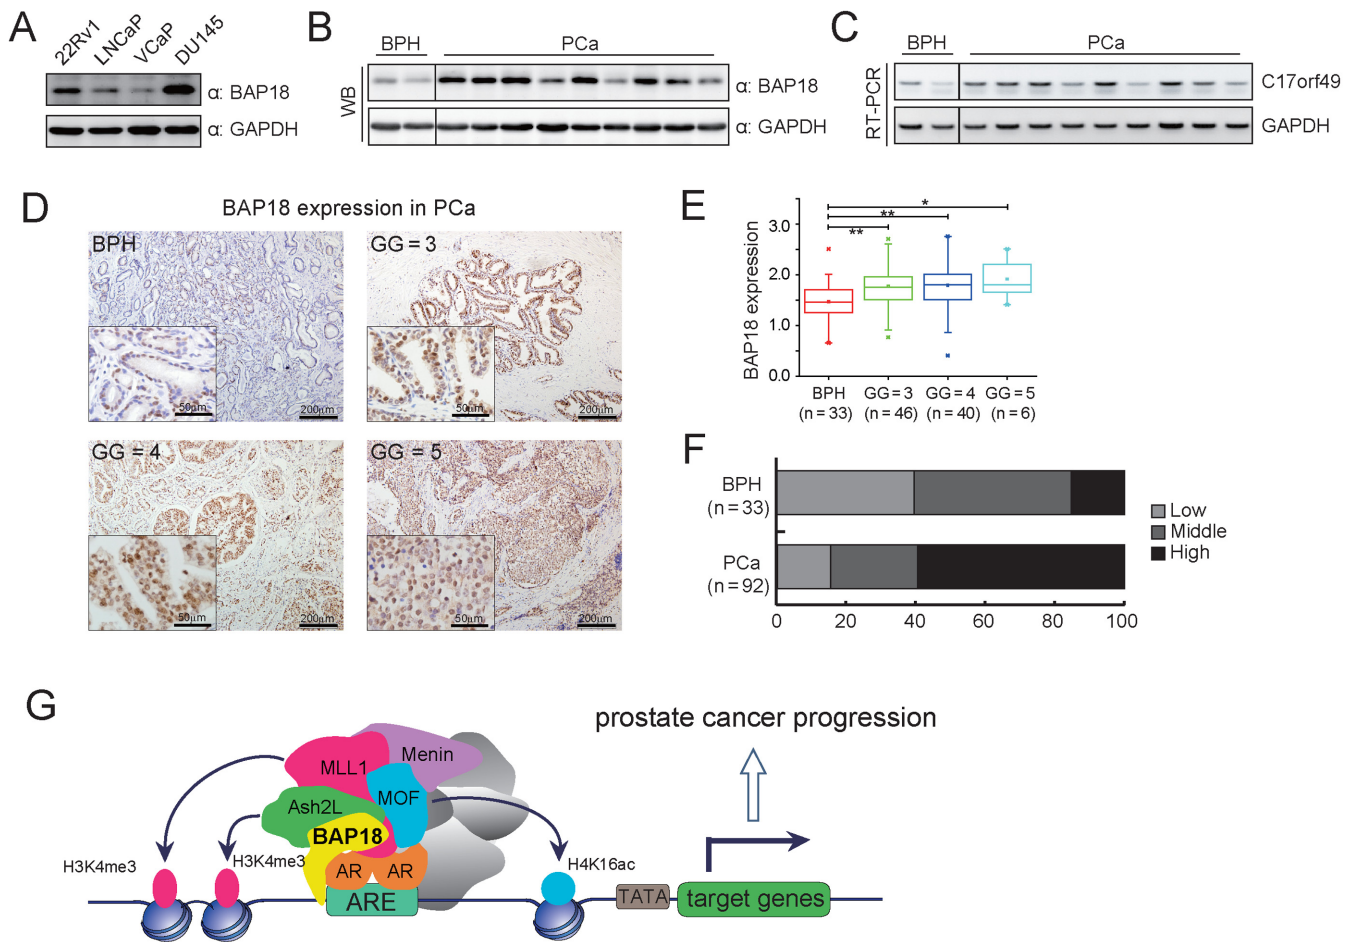 A
22Rv1
LNCaP
VCaP
DU145
α: BAP18
α: GAPDH
B
BPH
PCa
WB
α: BAP18
α: GAPDH
C
BPH
PCa
RT-PCR
C17orf49
GAPDH
D
BAP18 expression in PCa
BPH
50μm
200μm
GG = 3
50μm
200μm
GG = 4
50μm
200μm
GG = 5
50μm
200μm
E
BAP18 expression
3.0
2.0
1.0
0.0
*
**
**
BPH
(n = 33)
GG = 3
(n = 46)
GG = 4
(n = 40)
GG = 5
(n = 6)
F
BPH
(n = 33)
PCa
(n = 92)
0 20 40 60 80 100
Low
Middle
High
G
prostate cancer progression
MLL1
Menin
MOF
Ash2L
BAP18
H3K4me3
H3K4me3
AR
AR
H4K16ac
ARE
TATA
target genes